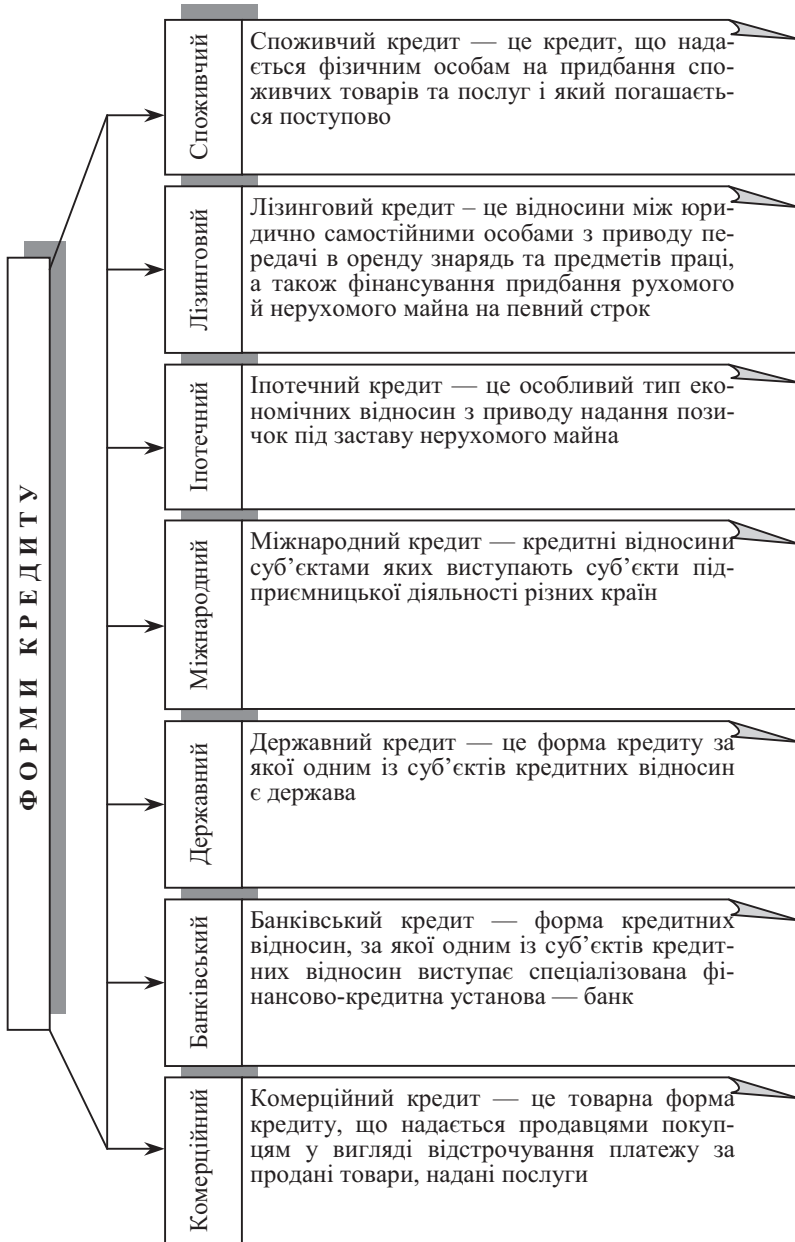 ФОРМИ КРЕДИТУ
Споживчий
Споживчий кредит — це кредит, що нада-
ється фізичним особам на придбання спо-
живчих товарів та послуг і який погашаєть-
ся поступово
Лізинговий
Лізинговий кредит – це відносини між юри-
дично самостійними особами з приводу пе-
редачі в оренду знарядь та предметів праці,
а також фінансування придбання рухомого
й нерухомого майна на певний строк
Іпотечний
Іпотечний кредит — це особливий тип еко-
номічних відносин з приводу надання пози-
чок під заставу нерухомого майна
Міжнародний
Міжнародний кредит — кредитні відносини
суб’єктами яких виступають суб’єкти під-
приємницької діяльності різних країн
Державний
Державний кредит — це форма кредиту за
якої одним із суб’єктів кредитних відносин
є держава
Банківський
Банківський кредит — форма кредитних
відносин, за якої одним із суб’єктів кредит-
них відносин виступає спеціалізована фі-
нансово-кредитна установа — банк
Комерційний
Комерційний кредит — це товарна форма
кредиту, що надається продавцями покуп-
цям у вигляді відстрочування платежу за
продані товари, надані послуги